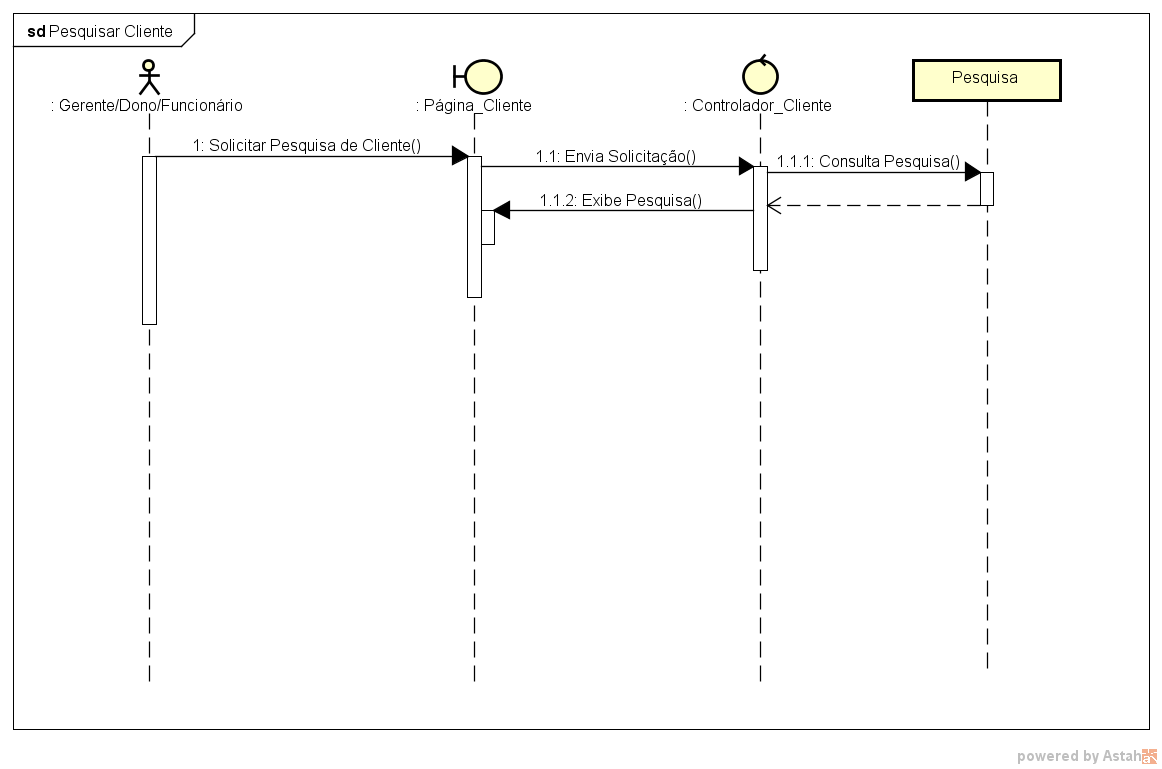 sd Pesquisar Cliente
: Gerente/Dono/Funcionário
: Página_Cliente
: Controlador_Cliente
Pesquisa
1: Solicitar Pesquisa de Cliente()
1.1: Envia Solicitação()
1.1.1: Consulta Pesquisa()
1.1.2: Exibe Pesquisa()
powered by Astah